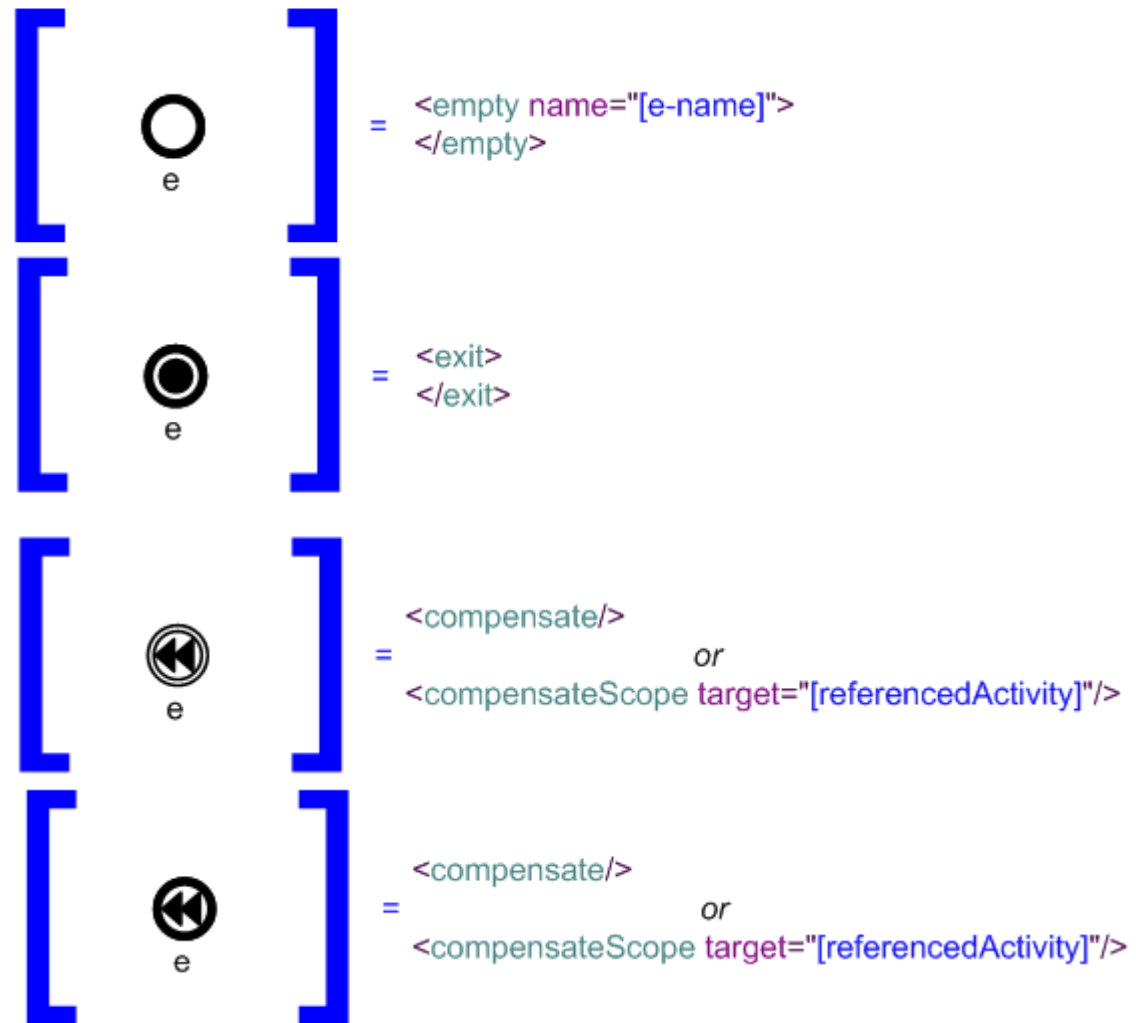 e
=
<empty name="[e-name]">
</empty>
e
=
<exit>
</exit>
e
=
<compensate/>
or
<compensateScope target="[referencedActivity]"/>
e
=
<compensate/>
or
<compensateScope target="[referencedActivity]"/>